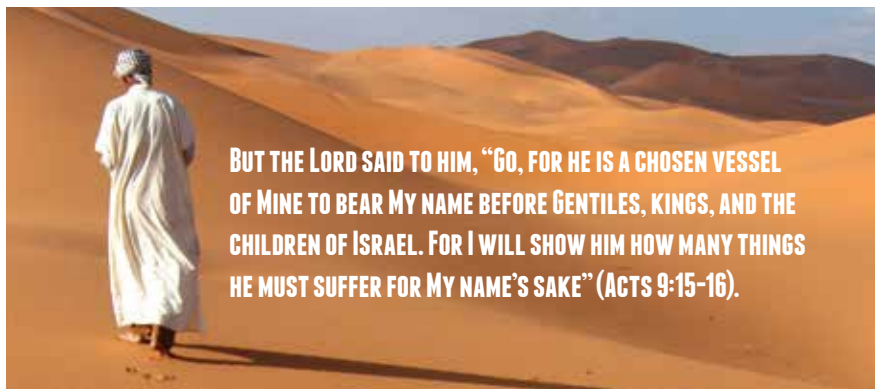 But the Lord said to him, “Go, for he is a chosen vessel
of Mine to bear My name before Gentiles, kings, and the
children of Israel. For I will show him how many things
he must suffer for My name’s sake” (Acts 9:15-16).